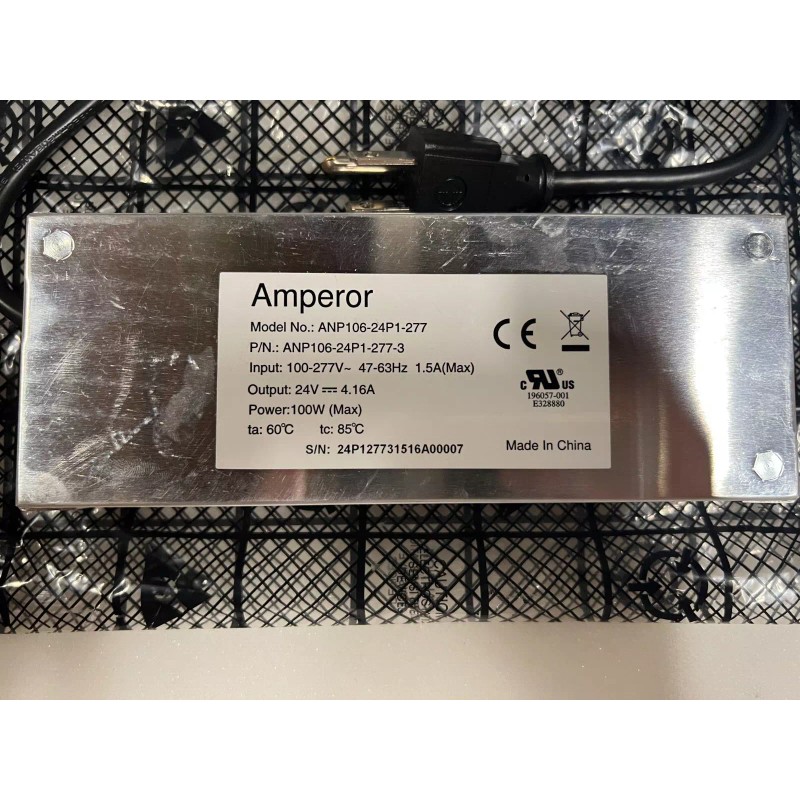 Amperor
Model No.: ANP106-24P1-277
P/N.: ANP106-24P1-277-3
Input: 100-277V~ 47-63Hz 1.5A(Max)
Output: 24V⎓4.16A
Power:100W (Max)
ta: 60℃ tc: 85℃
S/N: 24P127731516A00007
CE
c RU® US
196057-001
E328880
Made In China